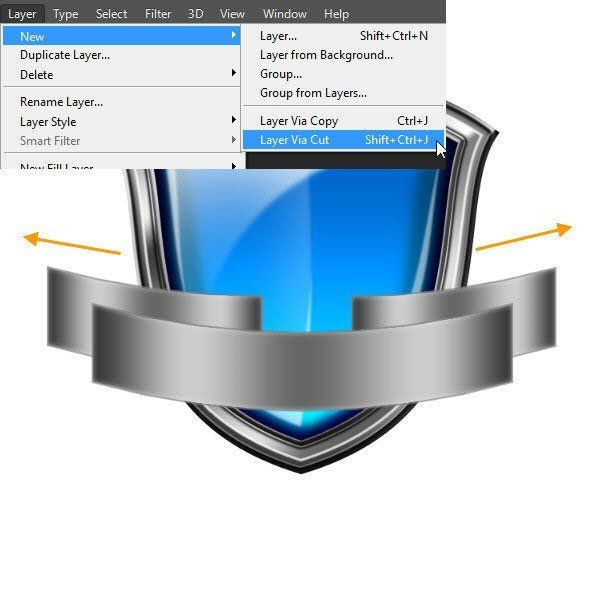 Layer Type Select Filter 3D View Window Help
New
Duplicate Layer...
Delete
Rename Layer...
Layer Style
Smart Filter
New Fill Layer
Layer... Shift+Ctrl+N
Layer from Background...
Group...
Group from Layers...
Layer Via Copy Ctrl+J
Layer Via Cut Shift+Ctrl+J